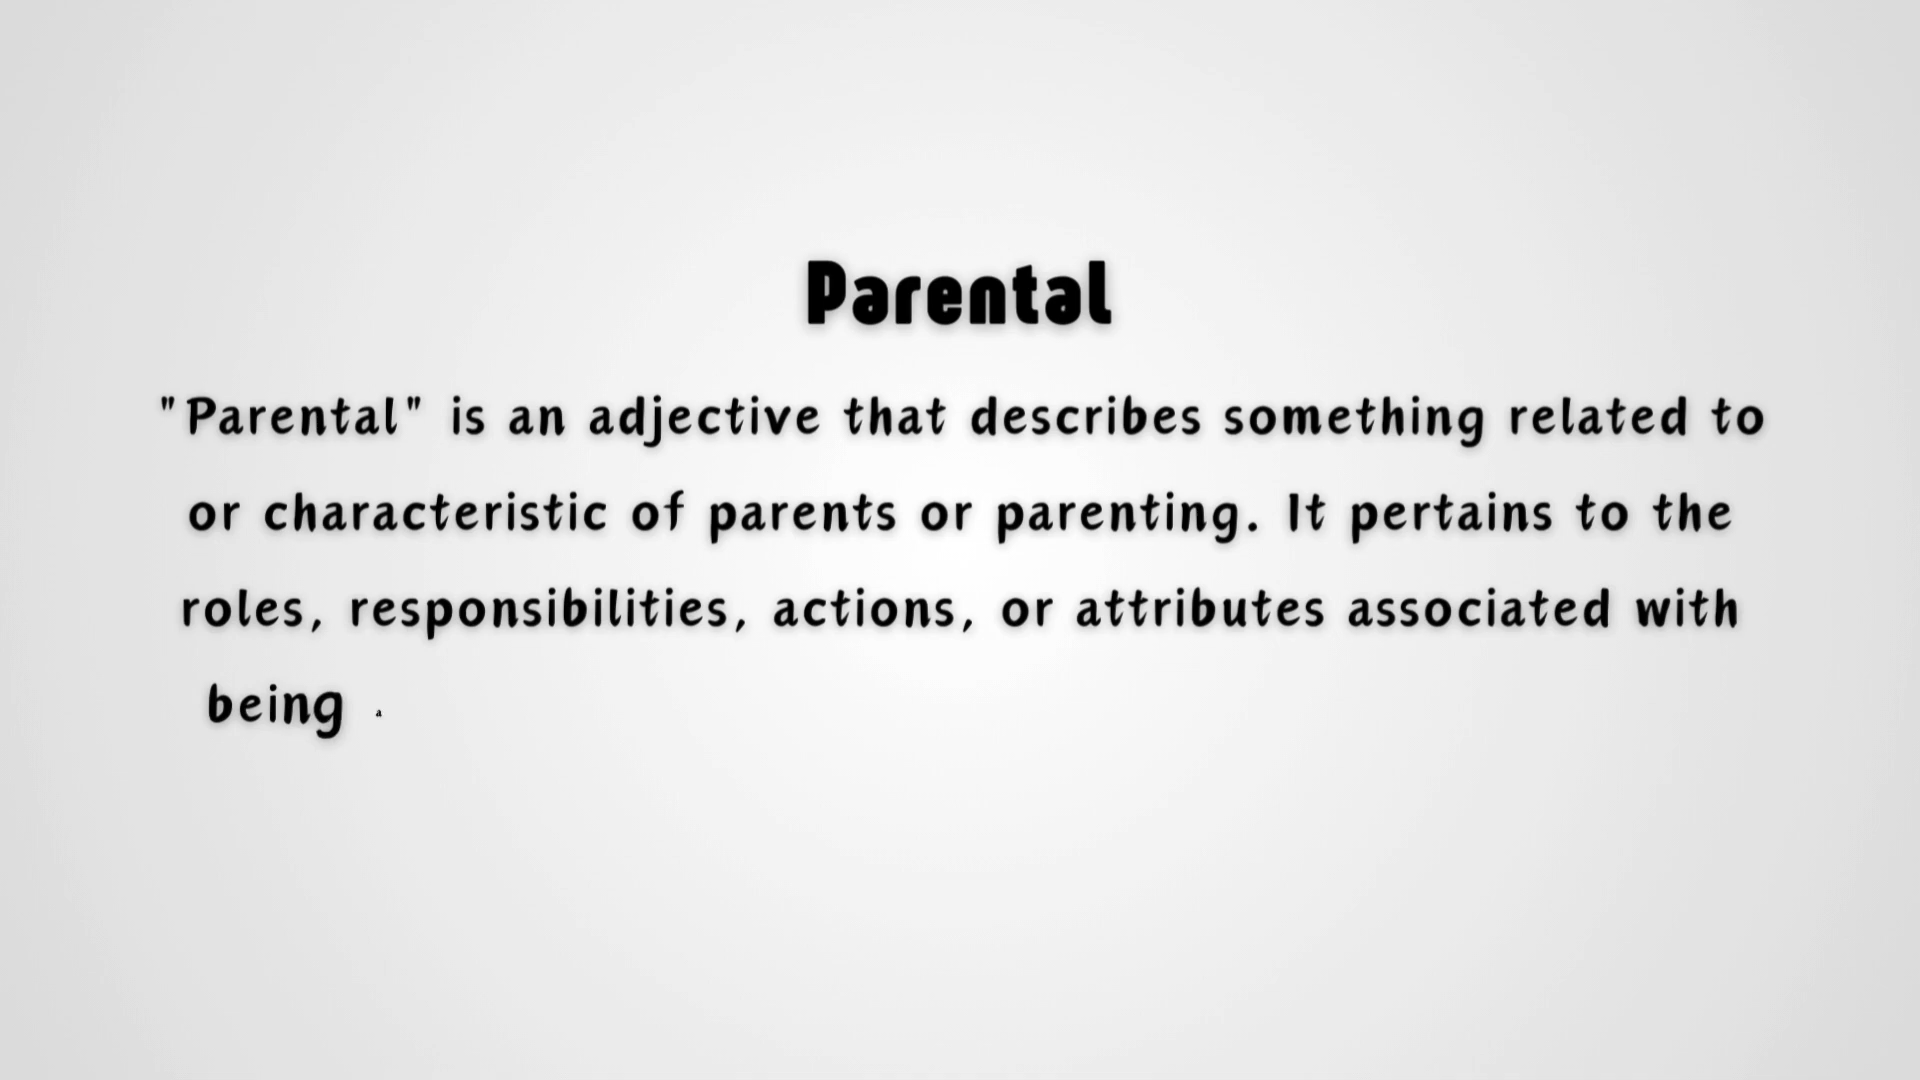 Parental
"Parental" is an adjective that describes something related to
or characteristic of parents or parenting. It pertains to the
roles, responsibilities, actions, or attributes associated with
being a